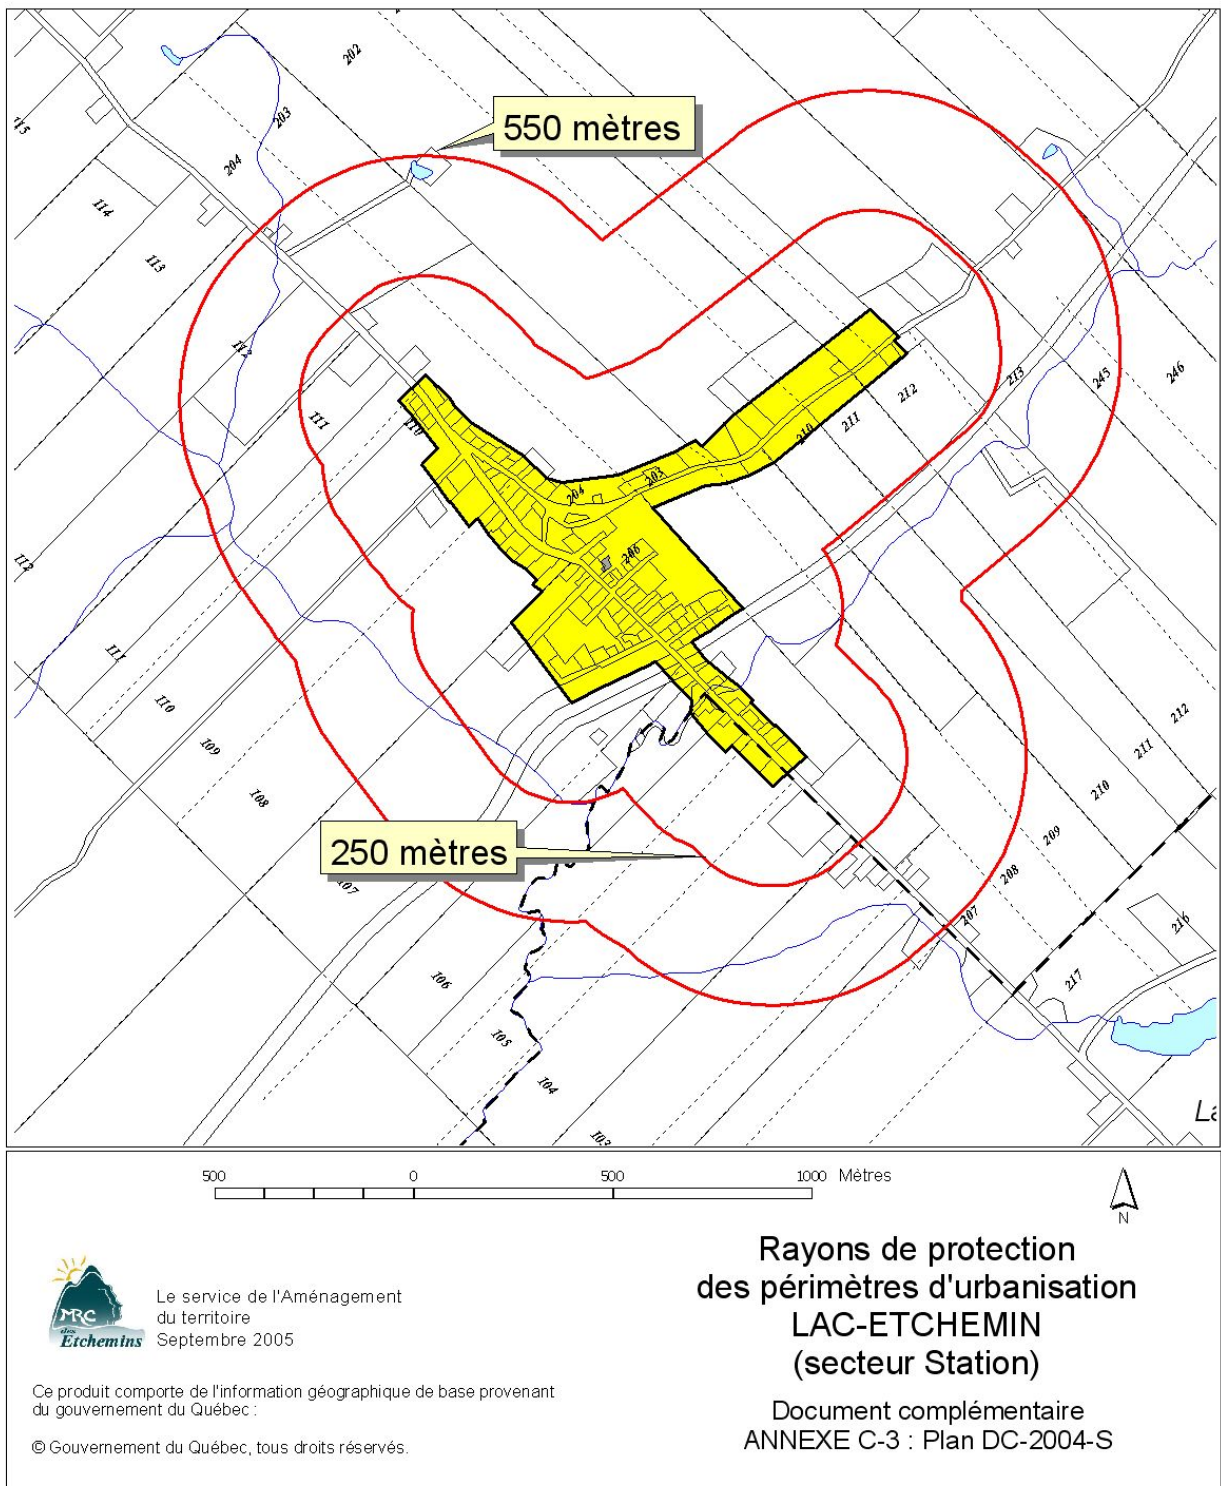 202
203
550 mètres
115
204
114
113
112
111
110
213
245
246
212
211
210
203
204
206
112
111
110
109
108
250 mètres
107
106
105
104
103
212
211
210
209
208
207
216
217
500 0 500 1000 Mètres
N
Rayons de protection
des périmètres d'urbanisation
LAC-ETCHEMIN
(secteur Station)
Document complémentaire
ANNEXE C-3 : Plan DC-2004-S
MRC
des
Etchemins
Le service de l'Aménagement
du territoire
Septembre 2005
Ce produit comporte de l'information géographique de base provenant
du gouvernement du Québec :
© Gouvernement du Québec, tous droits réservés.